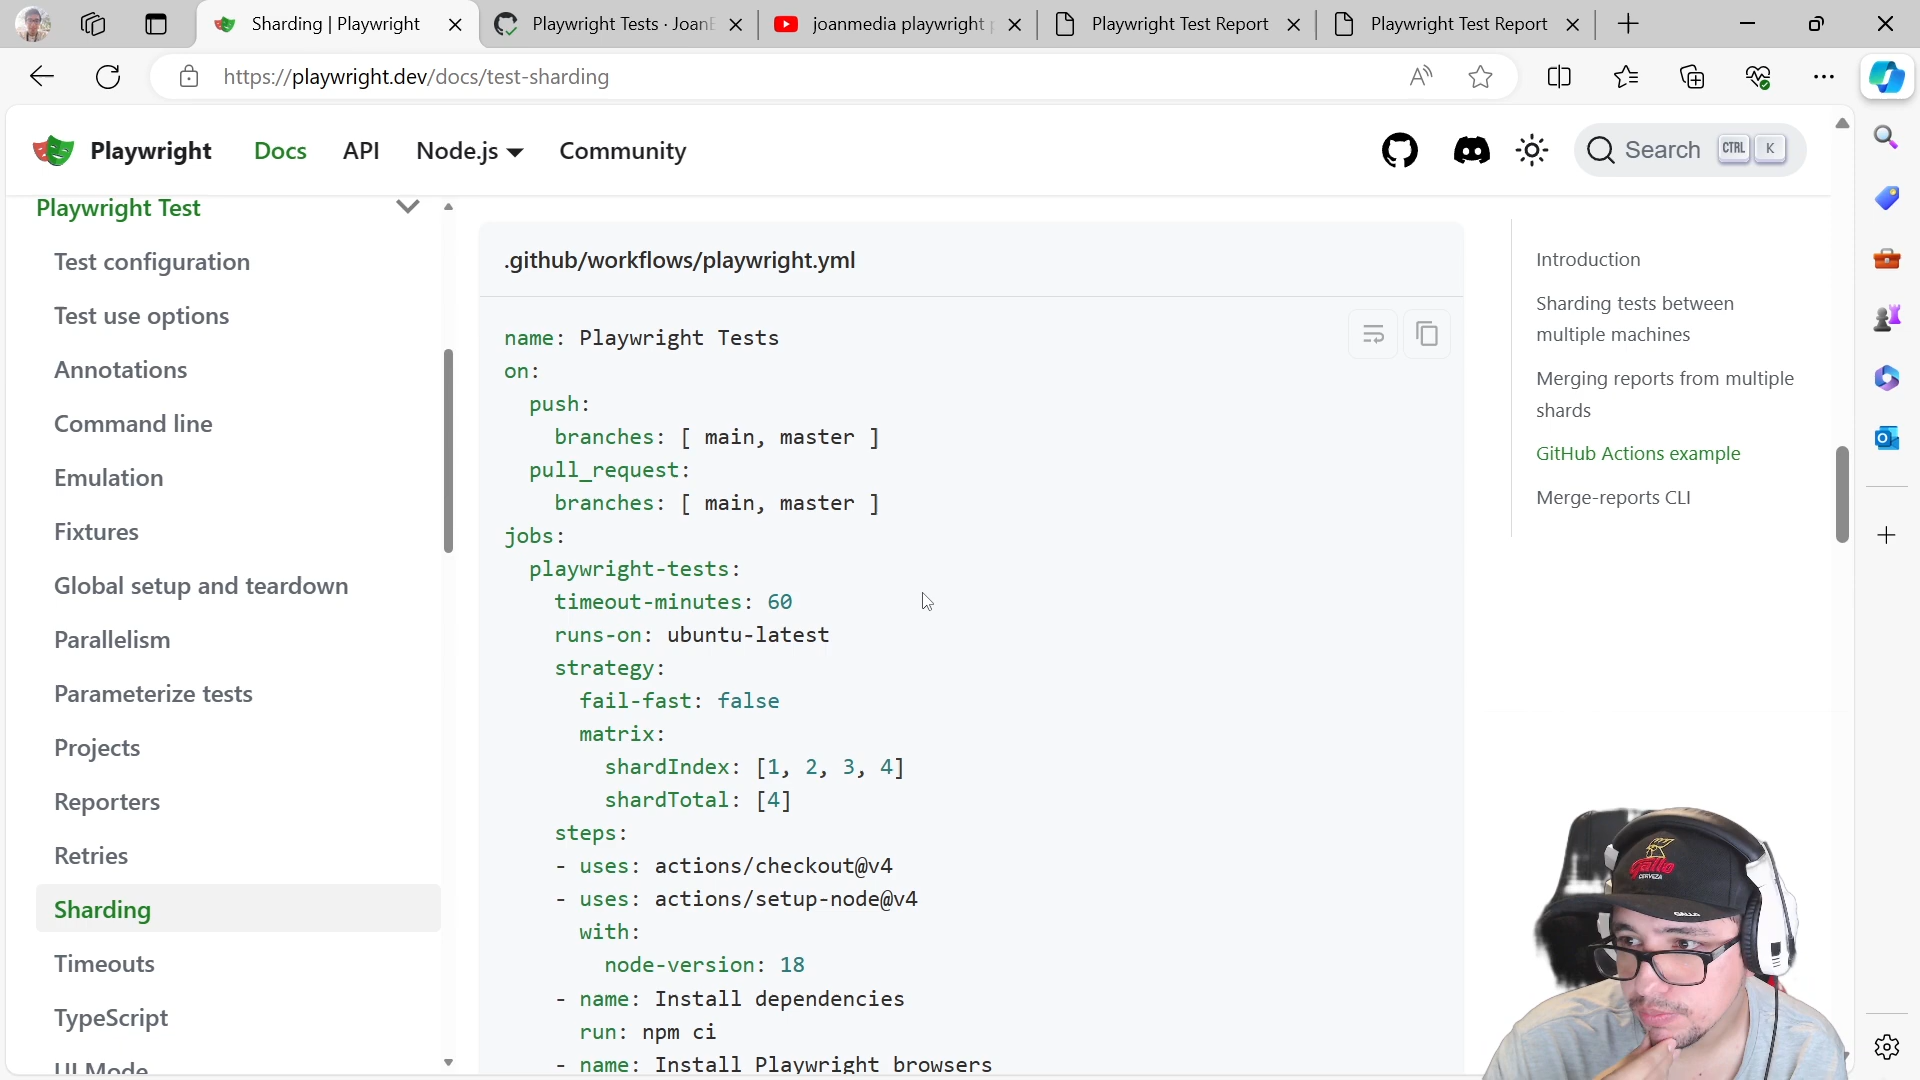 Sharding | Playwright
Playwright Tests · Joan
joanmedia playwright
Playwright Test Report
Playwright Test Report
https://playwright.dev/docs/test-sharding
Playwright
Docs
API
Node.js
Community
Search
CTRL
K
Playwright Test
Test configuration
Test use options
Annotations
Command line
Emulation
Fixtures
Global setup and teardown
Parallelism
Parameterize tests
Projects
Reporters
Retries
Sharding
Timeouts
TypeScript
UI Mode
.github/workflows/playwright.yml
name: Playwright Tests
on:
push:
branches: [ main, master ]
pull_request:
branches: [ main, master ]
jobs:
playwright-tests:
timeout-minutes: 60
runs-on: ubuntu-latest
strategy:
fail-fast: false
matrix:
shardIndex: [1, 2, 3, 4]
shardTotal: [4]
steps:
- uses: actions/checkout@v4
- uses: actions/setup-node@v4
with:
node-version: 18
- name: Install dependencies
run: npm ci
- name: Install Playwright browsers
Introduction
Sharding tests between
multiple machines
Merging reports from multiple
shards
GitHub Actions example
Merge-reports CLI
Gallo
CERVEZA
GALLO